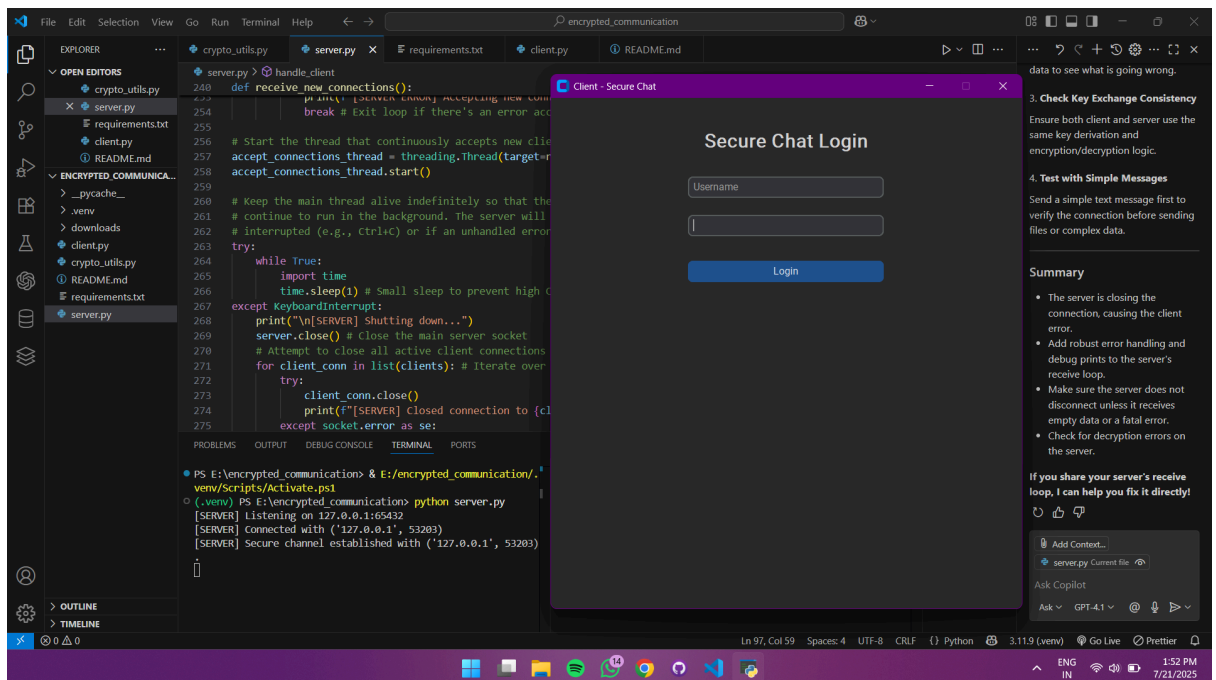 File Edit Selection View Go Run Terminal Help
encrypted_communication
EXPLORER
OPEN EDITORS
crypto_utils.py
server.py
requirements.txt
client.py
README.md
ENCRYPTED_COMMUNICA...
__pycache__
.venv
downloads
client.py
crypto_utils.py
README.md
requirements.txt
server.py
OUTLINE
TIMELINE
crypto_utils.py server.py requirements.txt client.py README.md
server.py > handle_client
240 def receive_new_connections():
print(f"[SERVER ERROR] Accepting new conn
254 break # Exit loop if there's an error acc
255
256 # Start the thread that continuously accepts new clie
257 accept_connections_thread = threading.Thread(target=r
258 accept_connections_thread.start()
259
260 # Keep the main thread alive indefinitely so that the
261 # continue to run in the background. The server will
262 # interrupted (e.g., Ctrl+C) or if an unhandled error
263 try:
264 while True:
265 import time
266 time.sleep(1) # Small sleep to prevent high C
267 except KeyboardInterrupt:
268 print("\n[SERVER] Shutting down...")
269 server.close() # Close the main server socket
270 # Attempt to close all active client connections
271 for client_conn in list(clients): # Iterate over
272 try:
273 client_conn.close()
274 print(f"[SERVER] Closed connection to {cl
275 except socket.error as se:
PROBLEMS OUTPUT DEBUG CONSOLE TERMINAL PORTS
PS E:\encrypted_communication> & E:/encrypted_communication/.
venv/Scripts/Activate.ps1
(.venv) PS E:\encrypted_communication> python server.py
[SERVER] Listening on 127.0.0.1:65432
[SERVER] Connected with ('127.0.0.1', 53203)
[SERVER] Secure channel established with ('127.0.0.1', 53203)
.
Client - Secure Chat
Secure Chat Login
Username
Login
data to see what is going wrong.
3. Check Key Exchange Consistency
Ensure both client and server use the
same key derivation and
encryption/decryption logic.
4. Test with Simple Messages
Send a simple text message first to
verify the connection before sending
files or complex data.
Summary
• The server is closing the
connection, causing the client
error.
• Add robust error handling and
debug prints to the server's
receive loop.
• Make sure the server does not
disconnect unless it receives
empty data or a fatal error.
• Check for decryption errors on
the server.
If you share your server's receive
loop, I can help you fix it directly!
Add Context...
server.py Current file
Ask Copilot
Ask GPT-4.1
0 0 Ln 97, Col 59 Spaces: 4 UTF-8 CRLF {} Python 3.11.9 (.venv) Go Live Prettier
14
ENG
IN
1:52 PM
7/21/2025